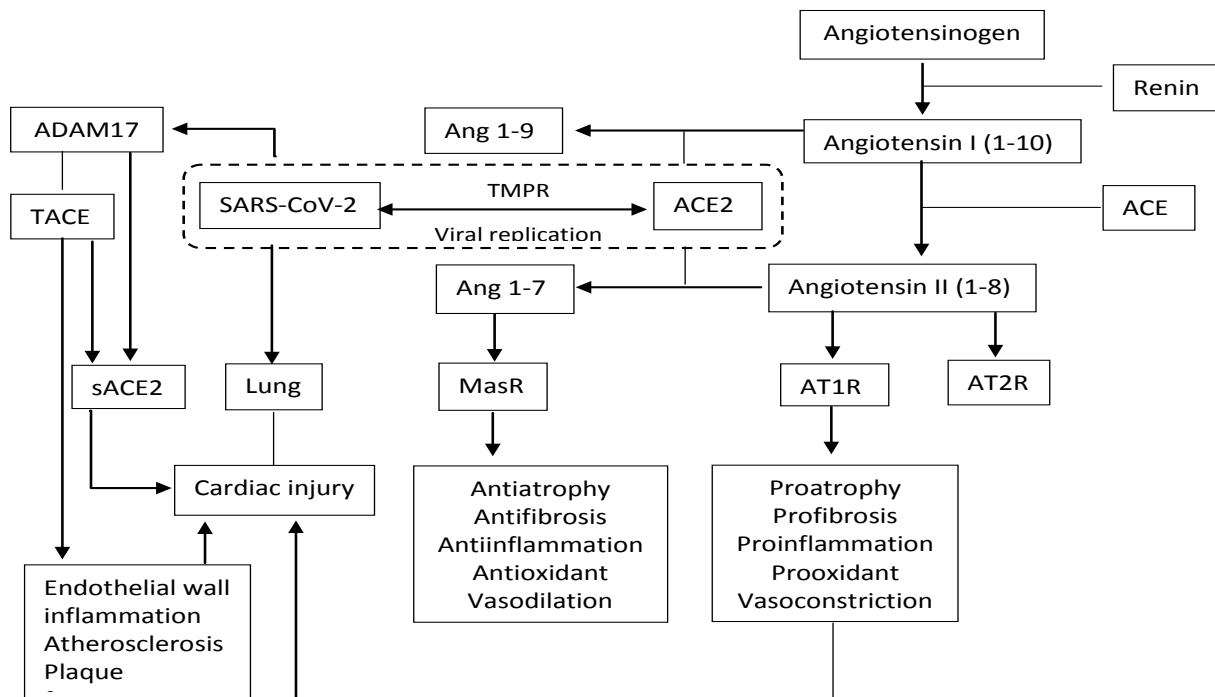 Angiotensinogen
Renin
ADAM17
Ang 1-9
Angiotensin I (1-10)
SARS-CoV-2
TMPR
ACE2
TACE
ACE
Viral replication
Ang 1-7
Angiotensin II (1-8)
sACE2
Lung
MasR
AT1R
AT2R
Cardiac injury
Antiatrophy
Antifibrosis
Antiinflammation
Antioxidant
Vasodilation
Proatrophy
Profibrosis
Proinflammation
Prooxidant
Vasoconstriction
Endothelial wall
inflammation
Atherosclerosis
Plaque